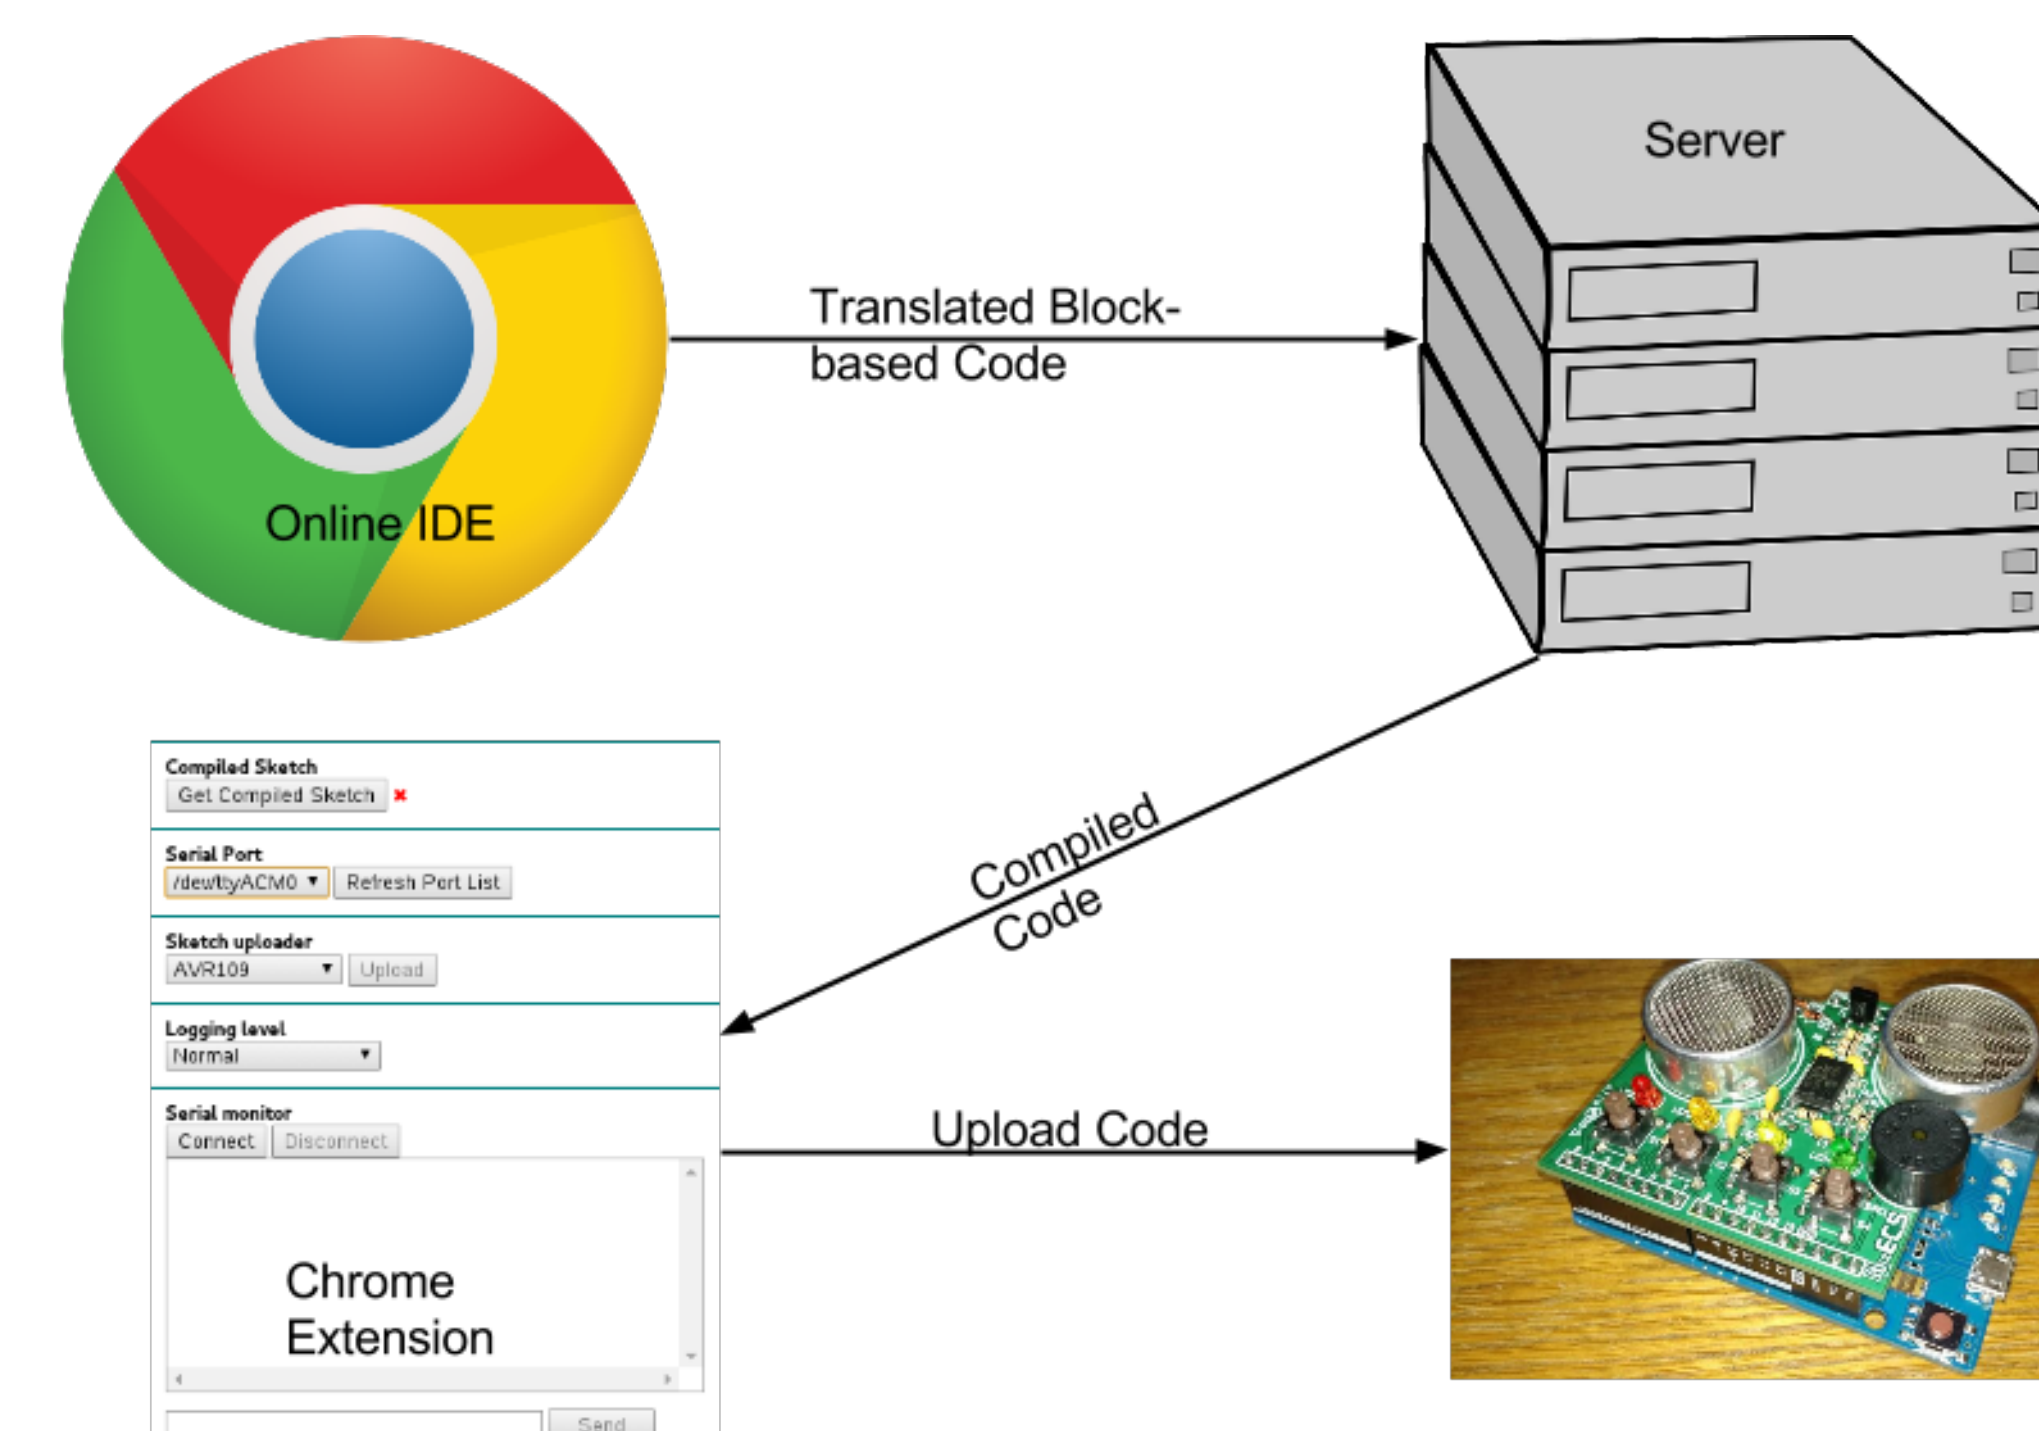 Server
Translated Block-
based Code
Online IDE
Compiled
Code
Compiled Sketch
Get Compiled Sketch
Serial Port
/dev/ttyACM0 Refresh Port List
Sketch uploader
AVR109 Upload
Logging level
Normal
Serial monitor
Connect Disconnect
Chrome
Extension
Send
Upload Code
ECS